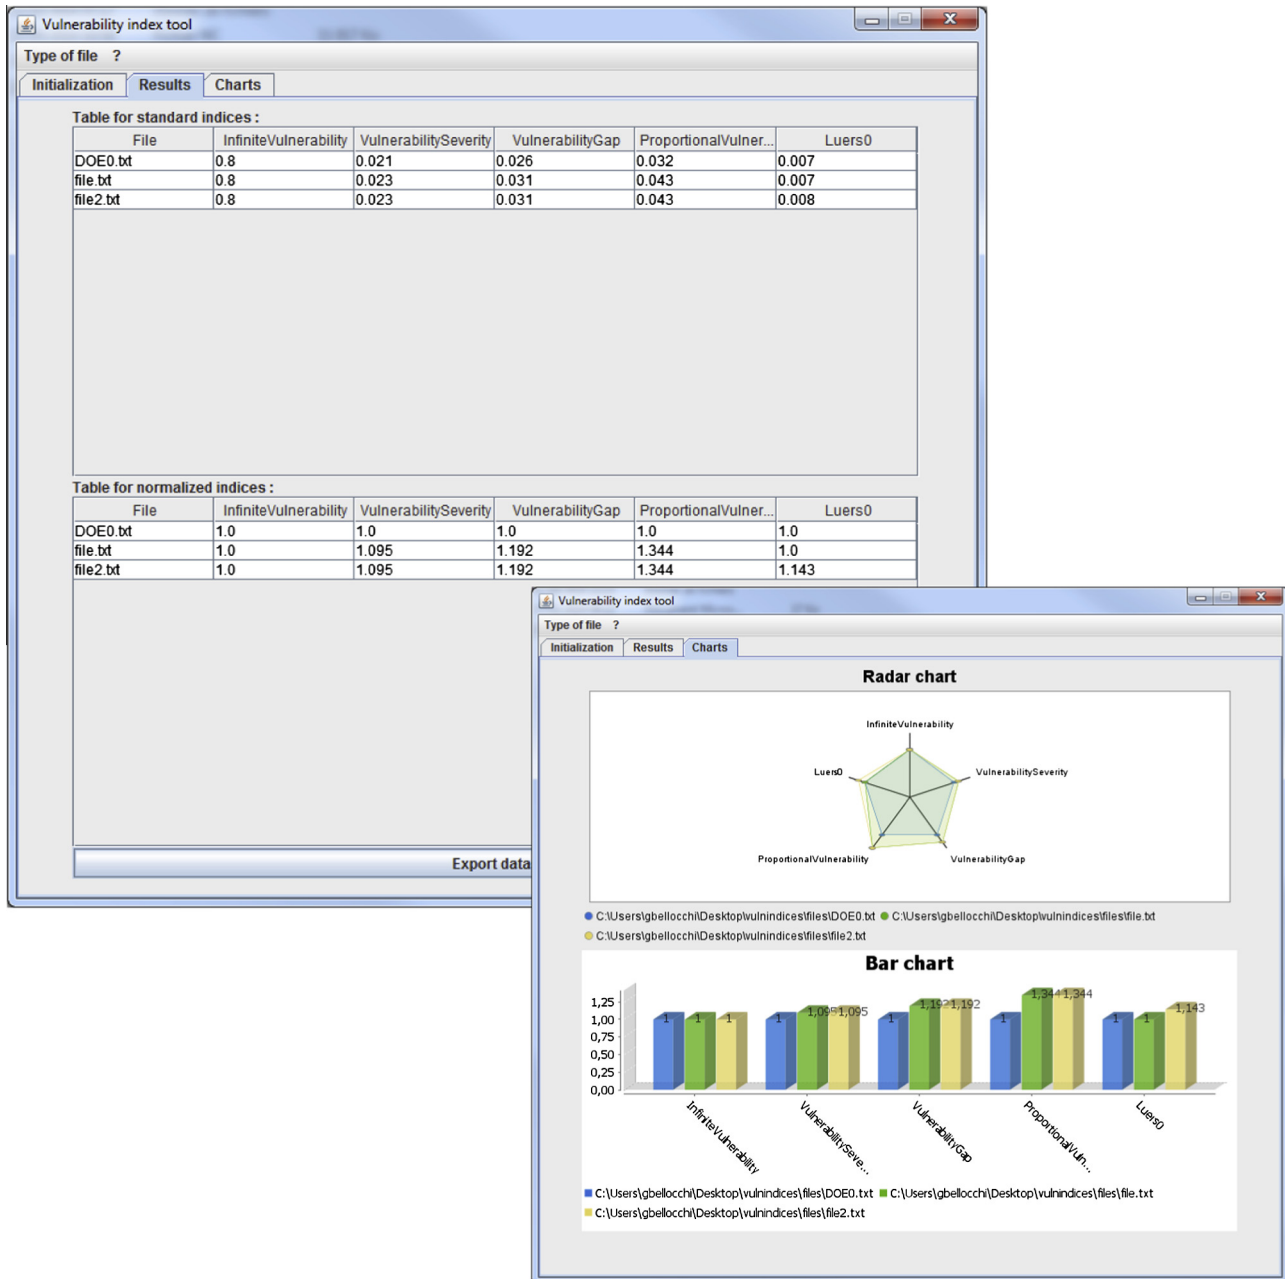 Vulnerability index tool
Type of file ?
Initialization Results Charts
Table for standard indices :
File InfiniteVulnerability VulnerabilitySeverity VulnerabilityGap ProportionalVulner... Luers0
DOE0.txt 0.8 0.021 0.026 0.032 0.007
file.txt 0.8 0.023 0.031 0.043 0.007
file2.txt 0.8 0.023 0.031 0.043 0.008
Table for normalized indices :
File InfiniteVulnerability VulnerabilitySeverity VulnerabilityGap ProportionalVulner... Luers0
DOE0.txt 1.0 1.0 1.0 1.0 1.0
file.txt 1.0 1.095 1.192 1.344 1.0
file2.txt 1.0 1.095 1.192 1.344 1.143
Export data
Vulnerability index tool
Type of file ?
Initialization Results Charts
Radar chart
InfiniteVulnerability
Luers0 VulnerabilitySeverity
ProportionalVulnerability VulnerabilityGap
C:\Users\gbellocchi\Desktop\vulnindices\files\DOE0.txt C:\Users\gbellocchi\Desktop\vulnindices\files\file.txt
C:\Users\gbellocchi\Desktop\vulnindices\files\file2.txt
Bar chart
1,25
1,00
0,75
0,50
0,25
0,00
1 1 1 1 1,095 1,095 1 1,192 1,192 1 1,344 1,344 1 1 1,143
InfiniteVulnerability VulnerabilitySeve... VulnerabilityGap ProportionalVuln... Luers0
C:\Users\gbellocchi\Desktop\vulnindices\files\DOE0.txt C:\Users\gbellocchi\Desktop\vulnindices\files\file.txt
C:\Users\gbellocchi\Desktop\vulnindices\files\file2.txt